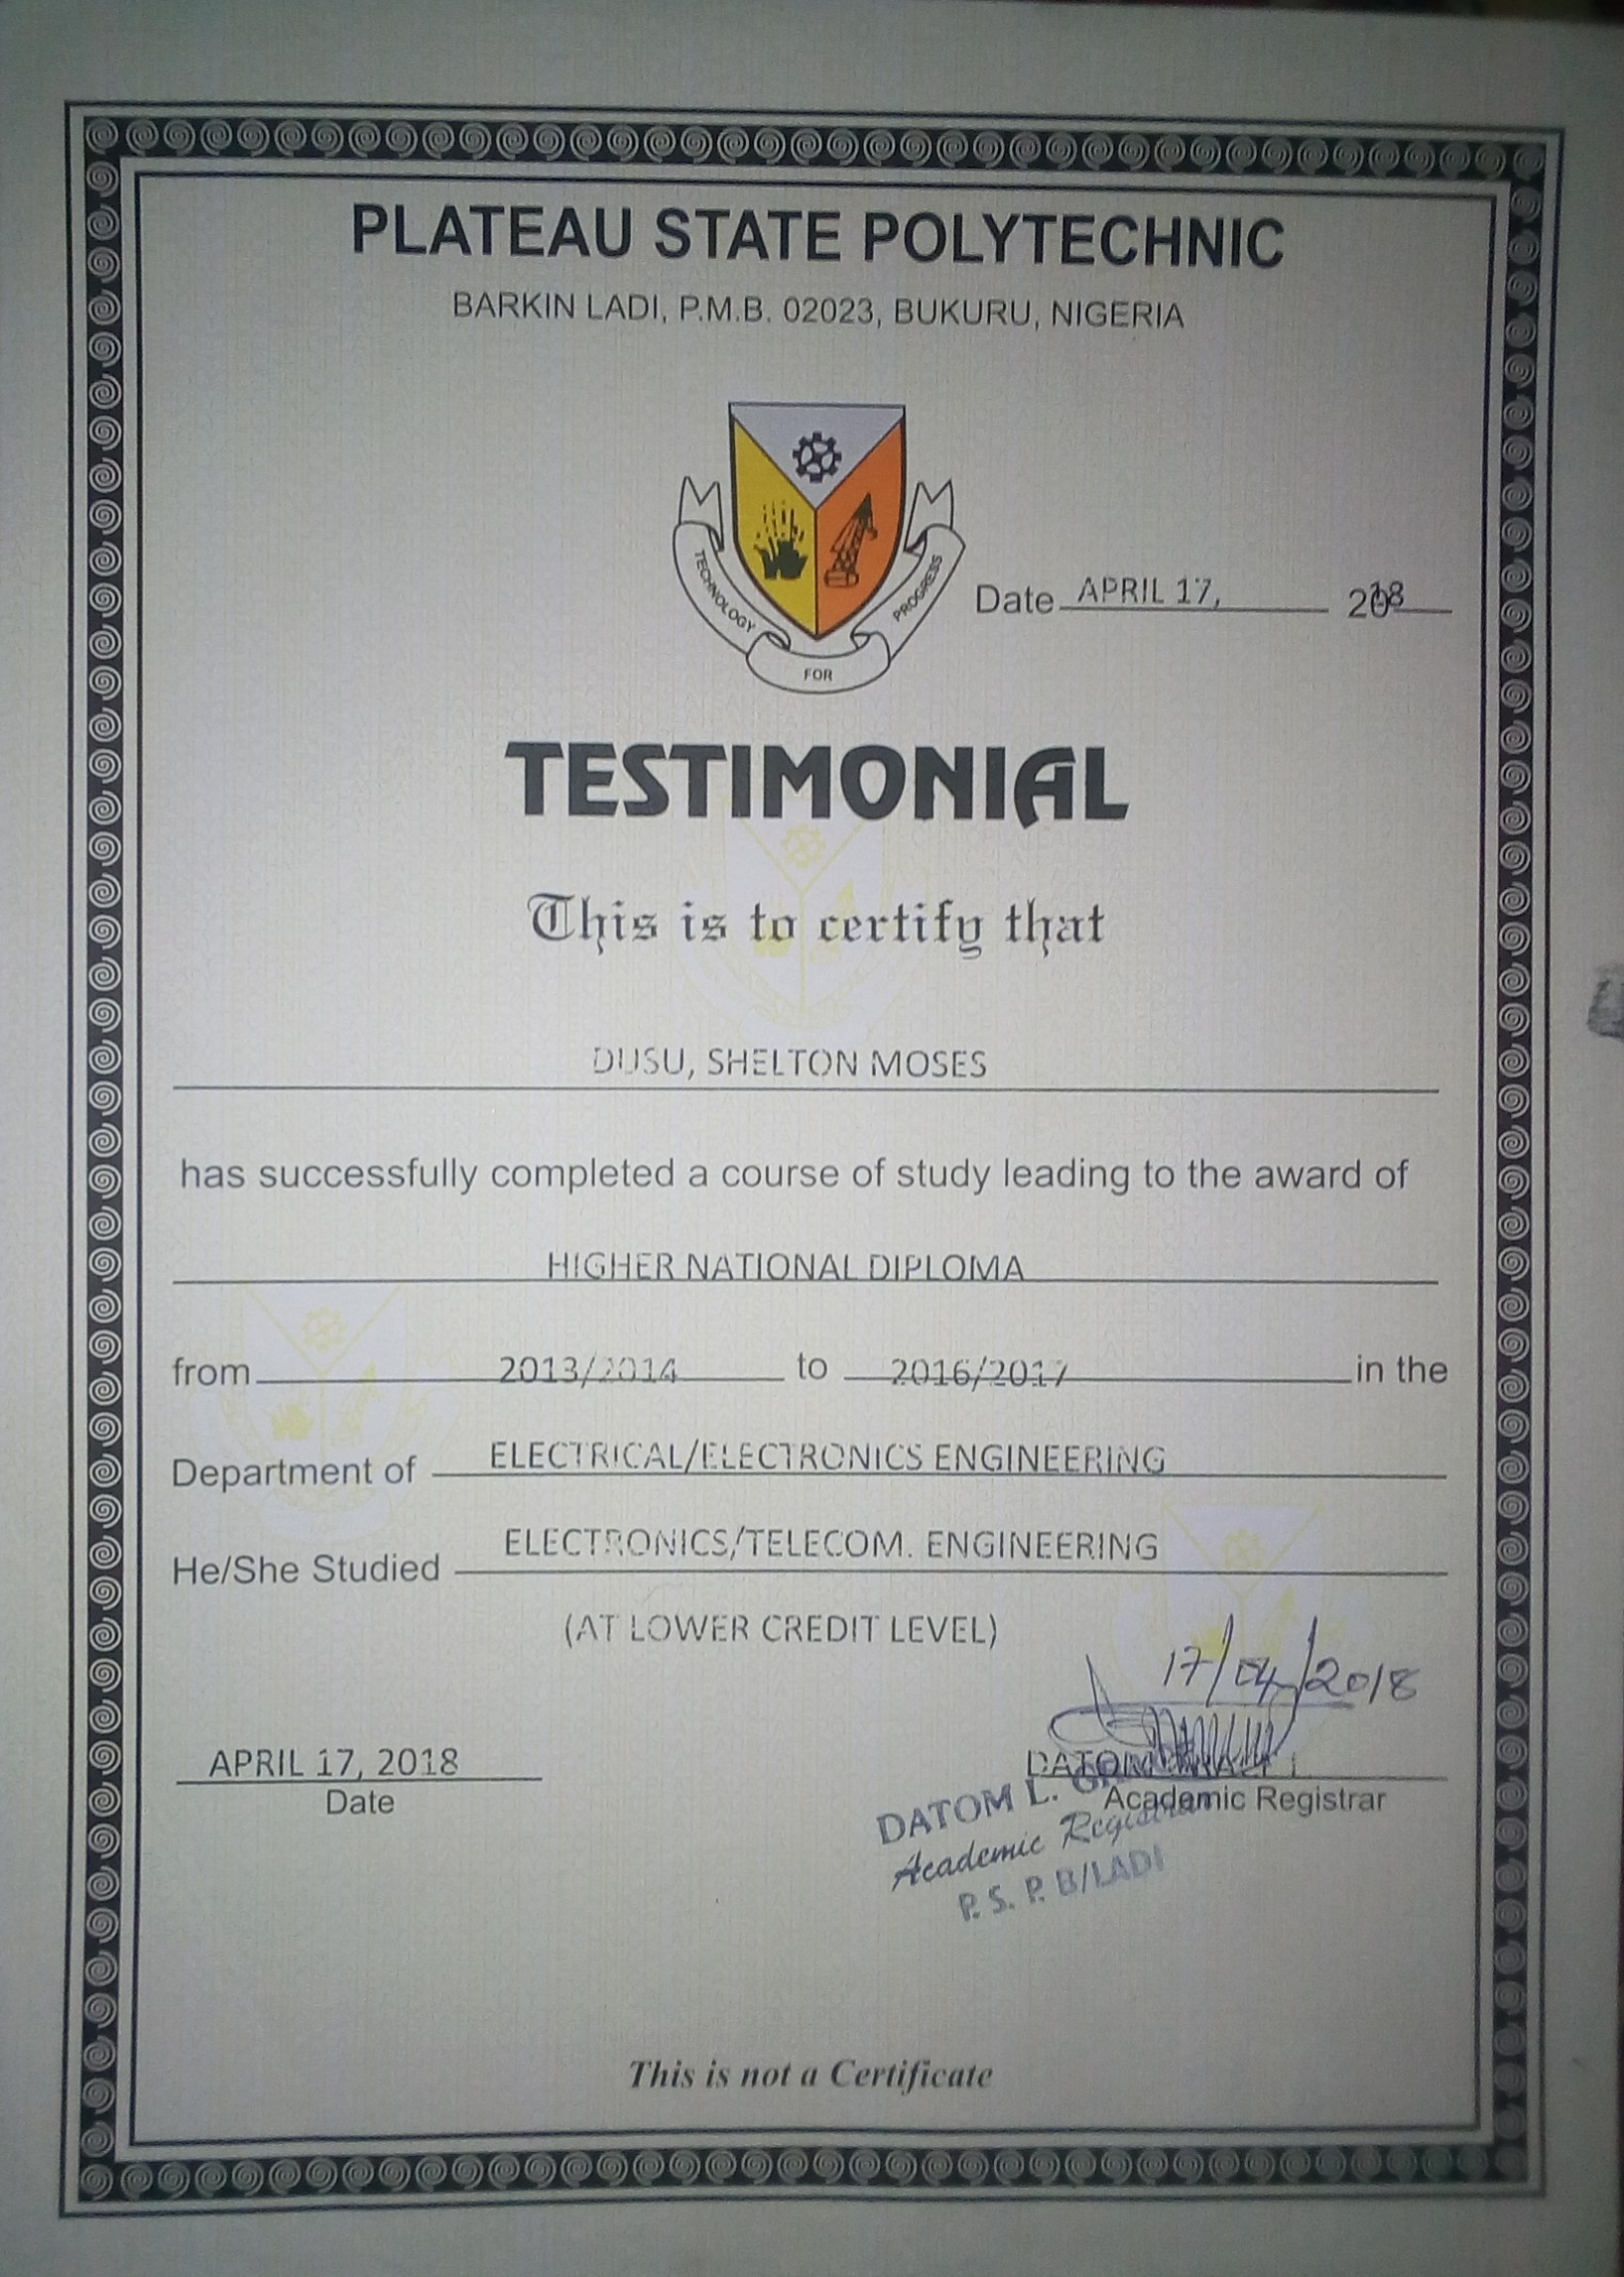 PLATEAU STATE POLYTECHNIC
BARKIN LADI, P.M.B. 02023, BUKURU, NIGERIA
TECHNOLOGY FOR PROGRESS
Date APRIL 17, 2018
TESTIMONIAL
This is to certify that
DUSU, SHELTON MOSES
has successfully completed a course of study leading to the award of
HIGHER NATIONAL DIPLOMA
from 2013/2014 to 2016/2017 in the
Department of ELECTRICAL/ELECTRONICS ENGINEERING
He/She Studied ELECTRONICS/TELECOM. ENGINEERING
(AT LOWER CREDIT LEVEL)
17/04/2018
APRIL 17, 2018 DATOM
Date Academic Registrar
DATOM L.
Academic Registrar
P. S. P. B/LADI
This is not a Certificate